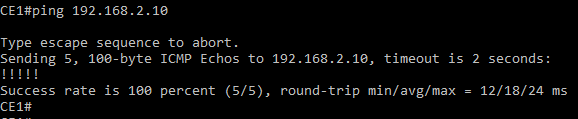 CE1#ping 192.168.2.10
Type escape sequence to abort.
Sending 5, 100-byte ICMP Echos to 192.168.2.10, timeout is 2 seconds:
!!!!!
Success rate is 100 percent (5/5), round-trip min/avg/max = 12/18/24 ms
CE1#